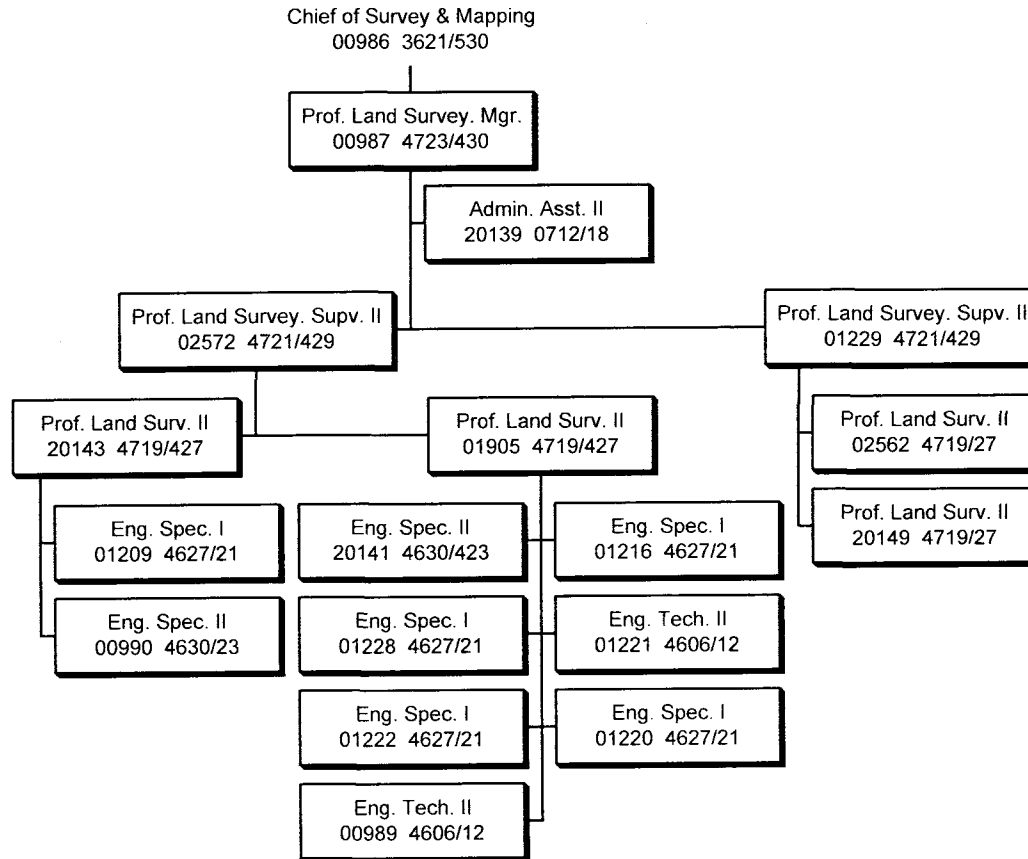 Chief of Survey & Mapping
00986 3621/530
Prof. Land Survey. Mgr.
00987 4723/430
Admin. Asst. II
20139 0712/18
Prof. Land Survey. Supv. II
02572 4721/429
Prof. Land Survey. Supv. II
01229 4721/429
Prof. Land Surv. II
20143 4719/427
Prof. Land Surv. II
01905 4719/427
Prof. Land Surv. II
02562 4719/27
Prof. Land Surv. II
20149 4719/27
Eng. Spec. I
01209 4627/21
Eng. Spec. II
00990 4630/23
Eng. Spec. II
20141 4630/423
Eng. Spec. I
01216 4627/21
Eng. Spec. I
01228 4627/21
Eng. Tech. II
01221 4606/12
Eng. Spec. I
01222 4627/21
Eng. Spec. I
01220 4627/21
Eng. Tech. II
00989 4606/12